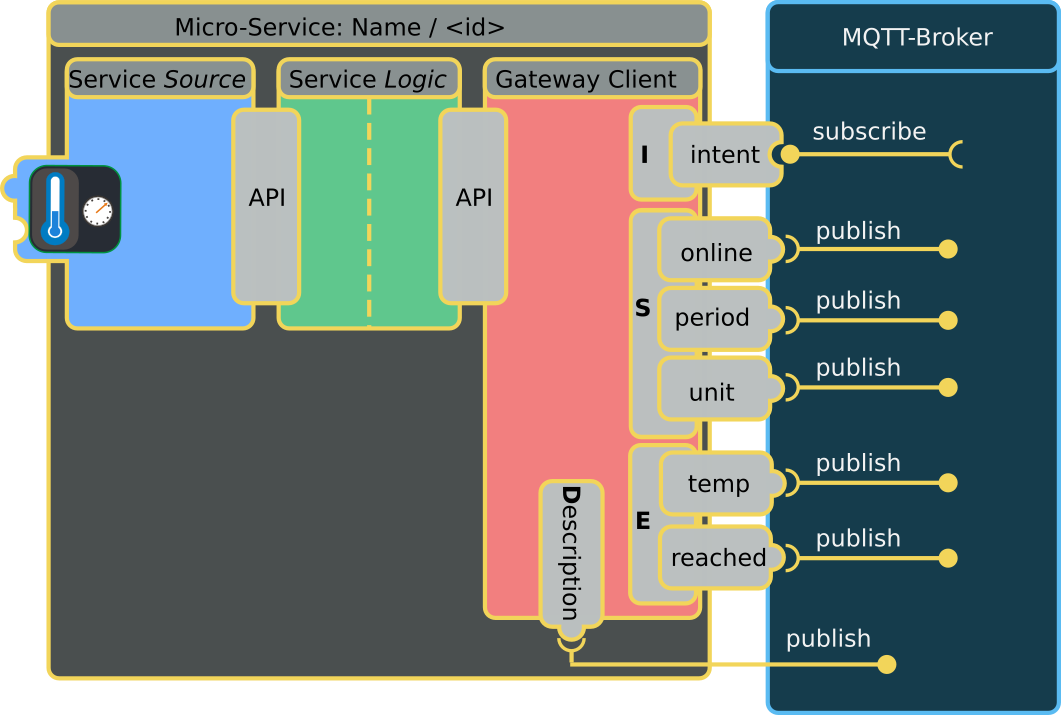 Micro-Service: Name / <id>
MQTT-Broker
Service Source
Service Logic
Gateway Client
API
API
I
intent
subscribe
S
online
publish
period
publish
unit
publish
E
temp
publish
reached
publish
Description
publish